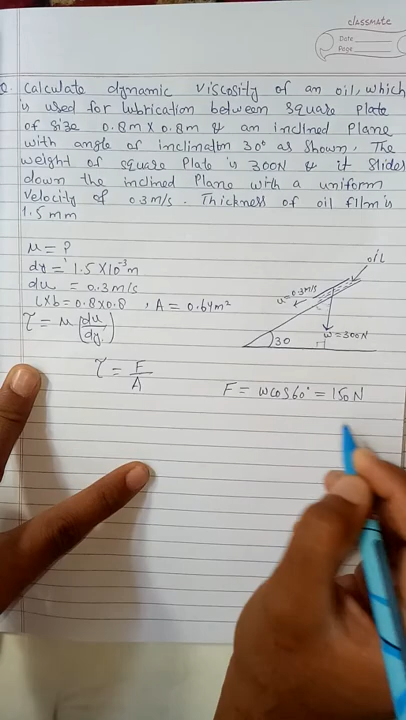 classmate
Date
Page
Q. Calculate dynamic viscosity of an oil, which
is used for lubrication between square plate
of size 0.8m X 0.8m & an inclined plane
with angle of inclination 30° as shown. The
weight of square plate is 300N & it slides
down the inclined plane with a uniform
velocity of 0.3m/s. Thickness of oil film is
1.5mm
μ = ?
dy = 1.5 X 10⁻³m
du = 0.3m/s
LXb = 0.8X0.8 , A = 0.64m²
τ = μ (du/dy)
τ = F/A
oil
u=0.3m/s
w=300N
30
F = wcos60° = 150N